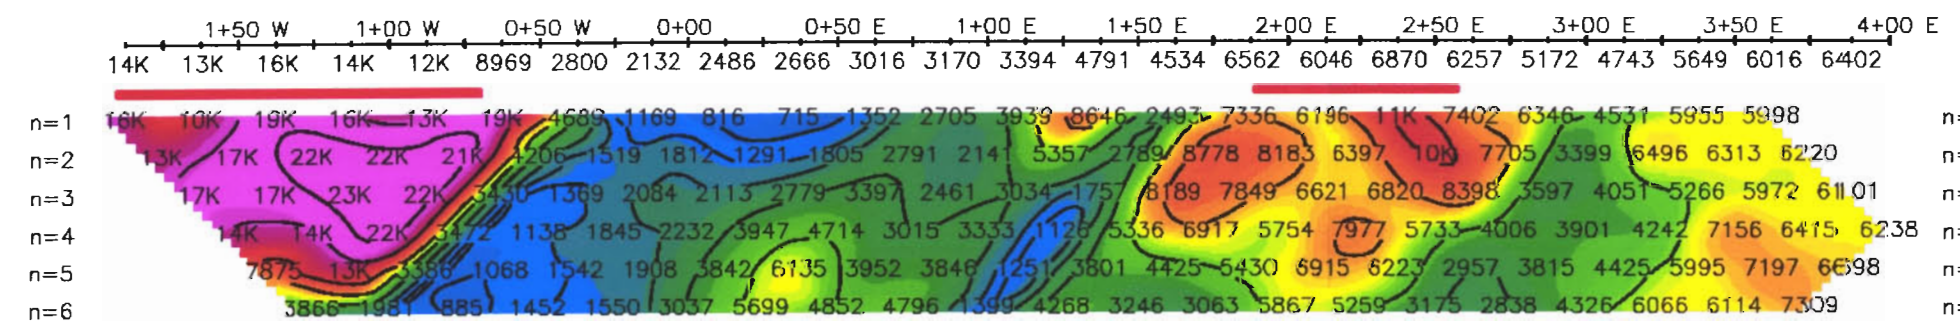 1+50 W 1+00 W 0+50 W 0+00 0+50 E 1+00 E 1+50 E 2+00 E 2+50 E 3+00 E 3+50 E 4+00 E
14K 13K 16K 14K 12K 8969 2800 2132 2486 2666 3016 3170 3394 4791 4534 6562 6046 6870 6257 5172 4743 5649 6016 6402
n=1 16K 10K 19K 16K 13K 19K 4689 1169 816 715 1352 2705 3939 8646 2493 7336 6196 11K 7402 6346 4531 5955 5998 n=
n=2 13K 17K 22K 22K 21K 4206 1519 1812 1291 1805 2791 2141 5357 2789 8778 8183 6397 10K 7705 3399 6496 6313 6220 n=
n=3 17K 17K 23K 22K 3430 1369 2084 2113 2779 3397 2461 3034 1757 8189 7849 6621 6820 8398 3597 4051 5266 5972 6101 n=
n=4 14K 14K 22K 3472 1138 1845 2232 3947 4714 3015 3333 1126 5336 6917 5754 7977 5733 4006 3901 4242 7156 6415 6238 n=
n=5 7875 13K 3386 1068 1542 1908 3842 6135 3952 3846 1251 3801 4425 5430 6915 6223 2957 3815 4425 5995 7197 6698 n=
n=6 3866 1981 885 1452 1550 3037 5699 4852 4796 1399 4268 3246 3063 5867 5259 3175 2838 4326 6066 6114 7309 n=